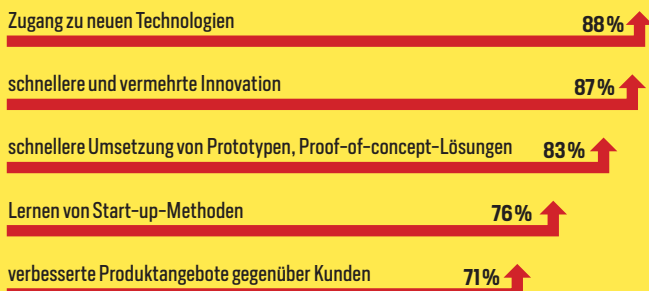 Zugang zu neuen Technologien 88 %
schnellere und vermehrte Innovation 87 %
schnellere Umsetzung von Prototypen, Proof-of-concept-Lösungen 83 %
Lernen von Start-up-Methoden 76 %
verbesserte Produktangebote gegenüber Kunden 71 %